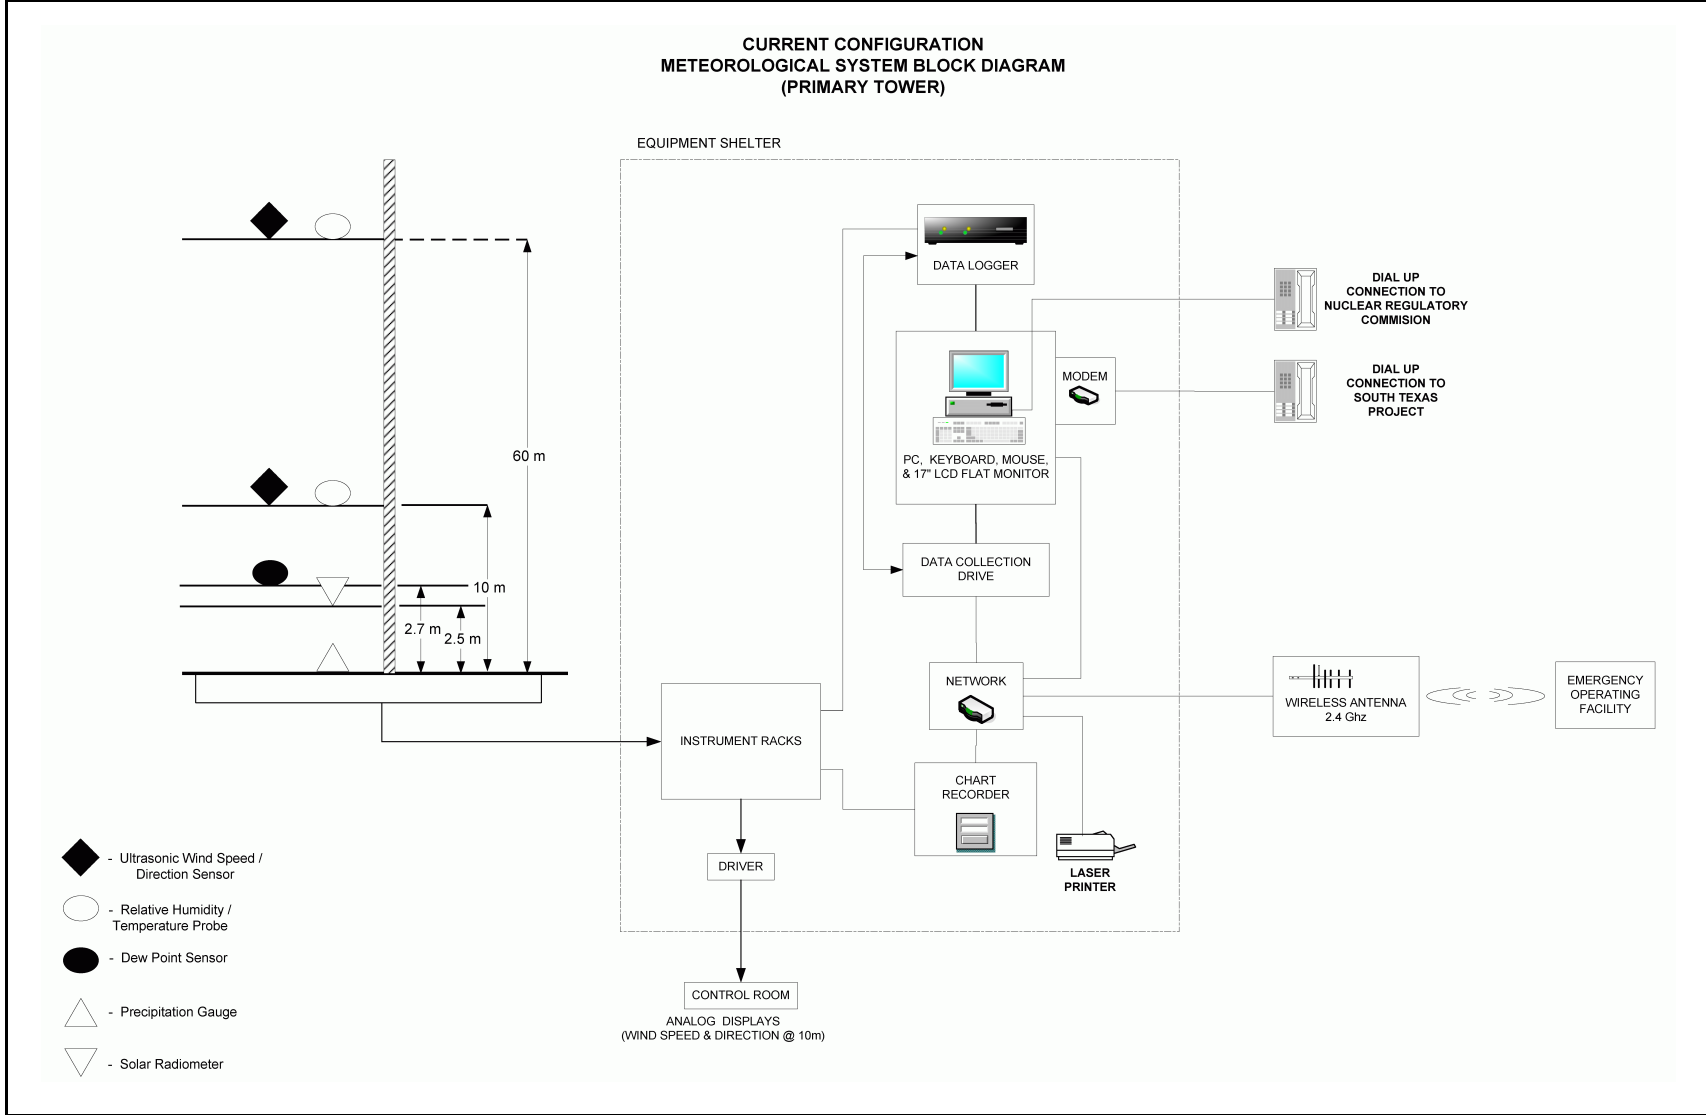 CURRENT CONFIGURATION
METEOROLOGICAL SYSTEM BLOCK DIAGRAM
(PRIMARY TOWER)
EQUIPMENT SHELTER
DATA LOGGER
DIAL UP
CONNECTION TO
NUCLEAR REGULATORY
COMMISION
MODEM
DIAL UP
CONNECTION TO
SOUTH TEXAS
PROJECT
PC, KEYBOARD, MOUSE,
& 17" LCD FLAT MONITOR
60 m
10 m
2.7 m
2.5 m
DATA COLLECTION
DRIVE
NETWORK
WIRELESS ANTENNA
2.4 Ghz
EMERGENCY
OPERATING
FACILITY
INSTRUMENT RACKS
CHART
RECORDER
LASER
PRINTER
DRIVER
CONTROL ROOM
ANALOG DISPLAYS
(WIND SPEED & DIRECTION @ 10m)
- Ultrasonic Wind Speed /
Direction Sensor
- Relative Humidity /
Temperature Probe
- Dew Point Sensor
- Precipitation Gauge
- Solar Radiometer